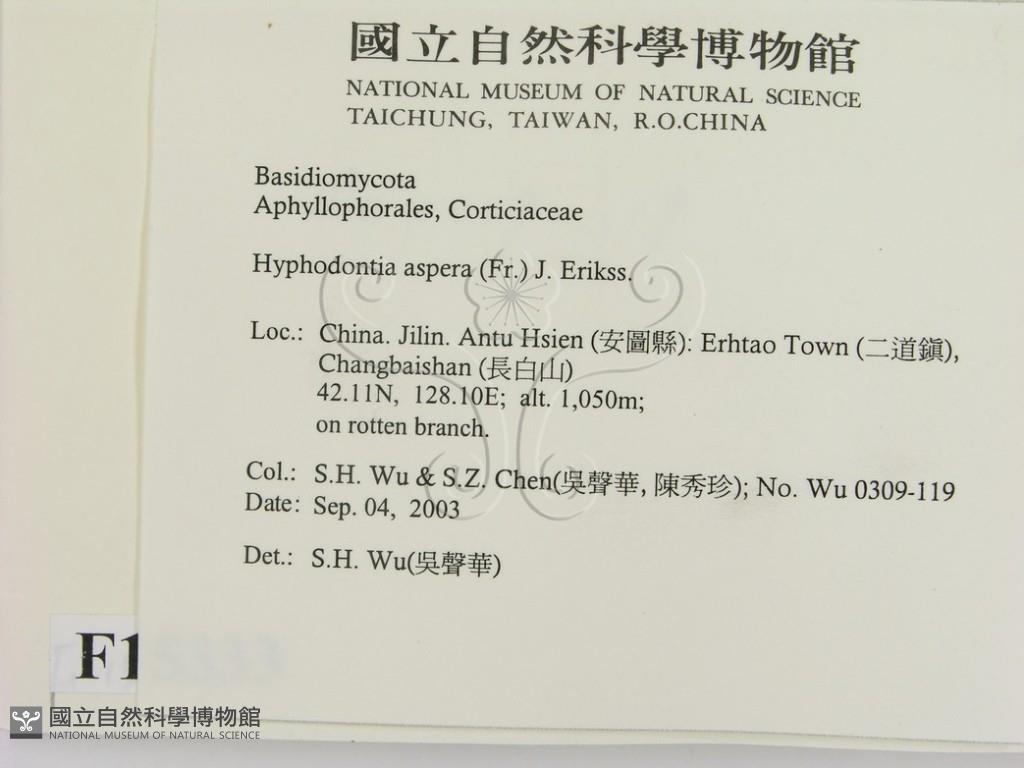 國立自然科學博物館
NATIONAL MUSEUM OF NATURAL SCIENCE
TAICHUNG, TAIWAN, R.O.CHINA
Basidiomycota
Aphyllophorales, Corticiaceae
Hyphodontia aspera (Fr.) J. Erikss.
Loc.: China. Jilin. Antu Hsien (安圖縣): Erhtao Town (二道鎮),
Changbaishan (長白山)
42.11N, 128.10E; alt. 1,050m;
on rotten branch.
Col.: S.H. Wu & S.Z. Chen(吳聲華, 陳秀珍); No. Wu 0309-119
Date: Sep. 04, 2003
Det.: S.H. Wu(吳聲華)
F1
國立自然科學博物館
NATIONAL MUSEUM OF NATURAL SCIENCE